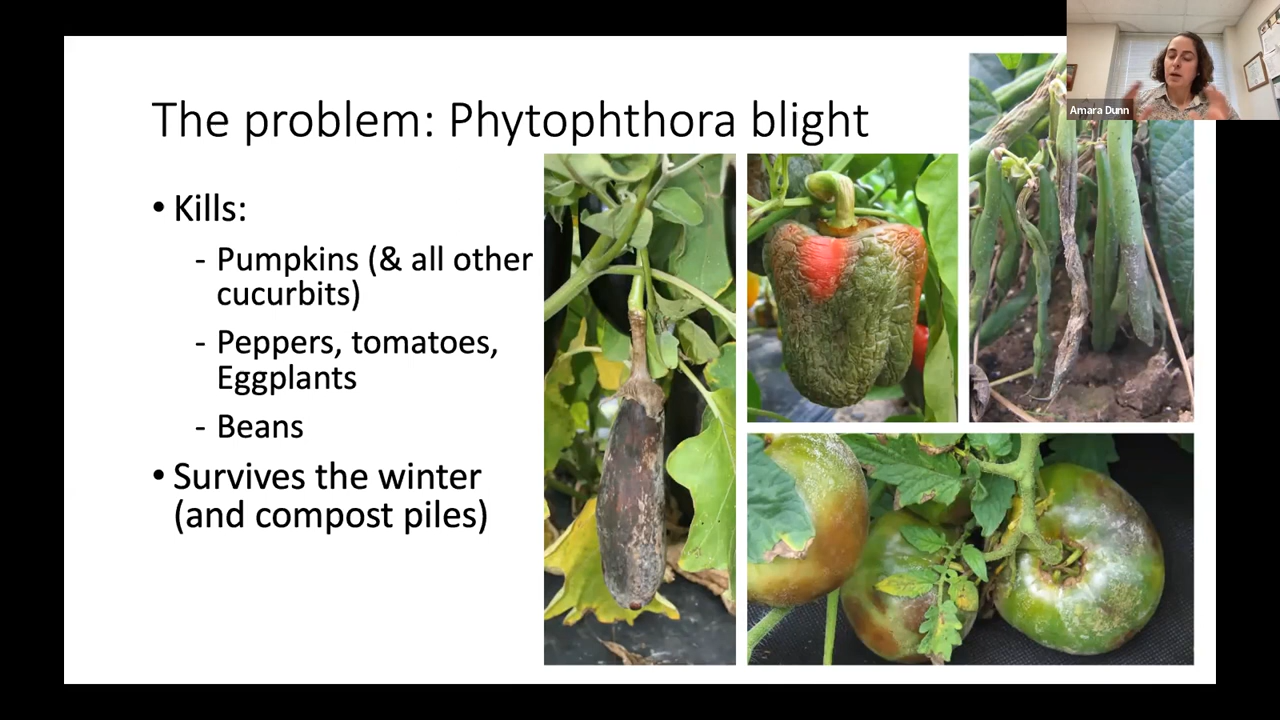 Amara Dunn
The problem: Phytophthora blight
• Kills:
- Pumpkins (& all other
cucurbits)
- Peppers, tomatoes,
Eggplants
- Beans
• Survives the winter
(and compost piles)